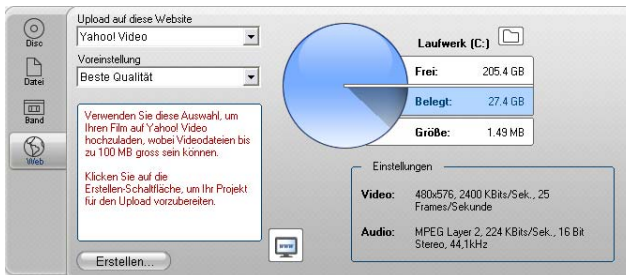 Disc
Datei
Band
Web
Upload auf diese Website
Yahoo! Video
Voreinstellung
Beste Qualität
Verwenden Sie diese Auswahl, um
Ihren Film auf Yahoo! Video
hochzuladen, wobei Videodateien bis
zu 100 MB gross sein können.
Klicken Sie auf die
Erstellen-Schaltfläche, um Ihr Projekt
für den Upload vorzubereiten.
Erstellen...
www
Laufwerk (C:)
Frei: 205.4 GB
Belegt: 27.4 GB
Größe: 1.49 MB
Einstellungen
Video: 480x576, 2400 KBits/Sek., 25
Frames/Sekunde
Audio: MPEG Layer 2, 224 KBits/Sek., 16 Bit
Stereo, 44,1kHz